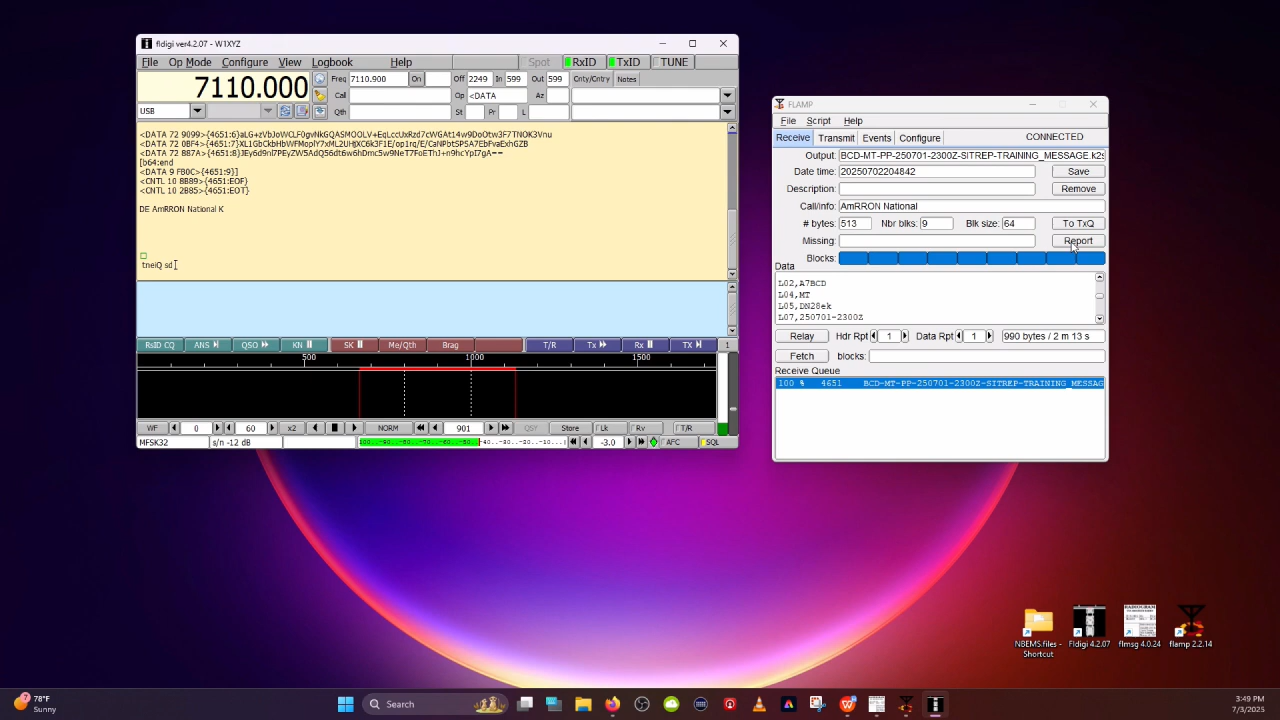 fldigi ver4.2.07 - W1XYZ
File Op Mode Configure View Logbook Help Spot RxID TxID TUNE
7110.000 Freq 7110.900 On Off 2249 In 599 Out 599 Cnty/Cntry Notes
Call Op <DATA Az
USB Qth St Pr L
<DATA 72 0BF4>{4651:7}XL1GbCkbHbWFMoplY7xML2UHJXC6k3F1E/op1rq/E/CaNPbtSP5A7EbFvaExhGZB
[b64:end
<DATA 9 FB0C>{4651:9}]
<CNTL 10 8B89>{4651:EOF}
<CNTL 10 2B85>{4651:EOT}
DE AmRRON National K
tneiQ sd
RsID CQ ANS QSO KN SK Me/Qth Brag T/R Tx Rx TX 1
500 1000 1500
WF 0 60 x2 NORM 901 QSY Store Lk Rv T/R
MFSK32 s/n -12 dB -3.0 AFC SQL
FLAMP
File Script Help
Receive Transmit Events Configure CONNECTED
Output: BCD-MT-PP-250701-2300Z-SITREP-TRAINING_MESSAGE.k2s
Date time: 20250702204842 Save
Description: Remove
Call/info: AmRRON National
# bytes: 513 Nbr blks: 9 Blk size: 64 To TxQ
Missing: Report
Blocks:
Data
L02,A7BCD
L04,MT
L05,DN28ek
L07,250701-2300Z
Relay Hdr Rpt 1 Data Rpt 1 990 bytes / 2 m 13 s
Fetch blocks:
Receive Queue
100 % 4651 BCD-MT-PP-250701-2300Z-SITREP-TRAINING_MESSAG
NBEMS.files - Shortcut
Fldigi 4.2.07
flmsg 4.0.24
flamp 2.2.14
7
78°F
Sunny
Search
3:49 PM
7/3/2025